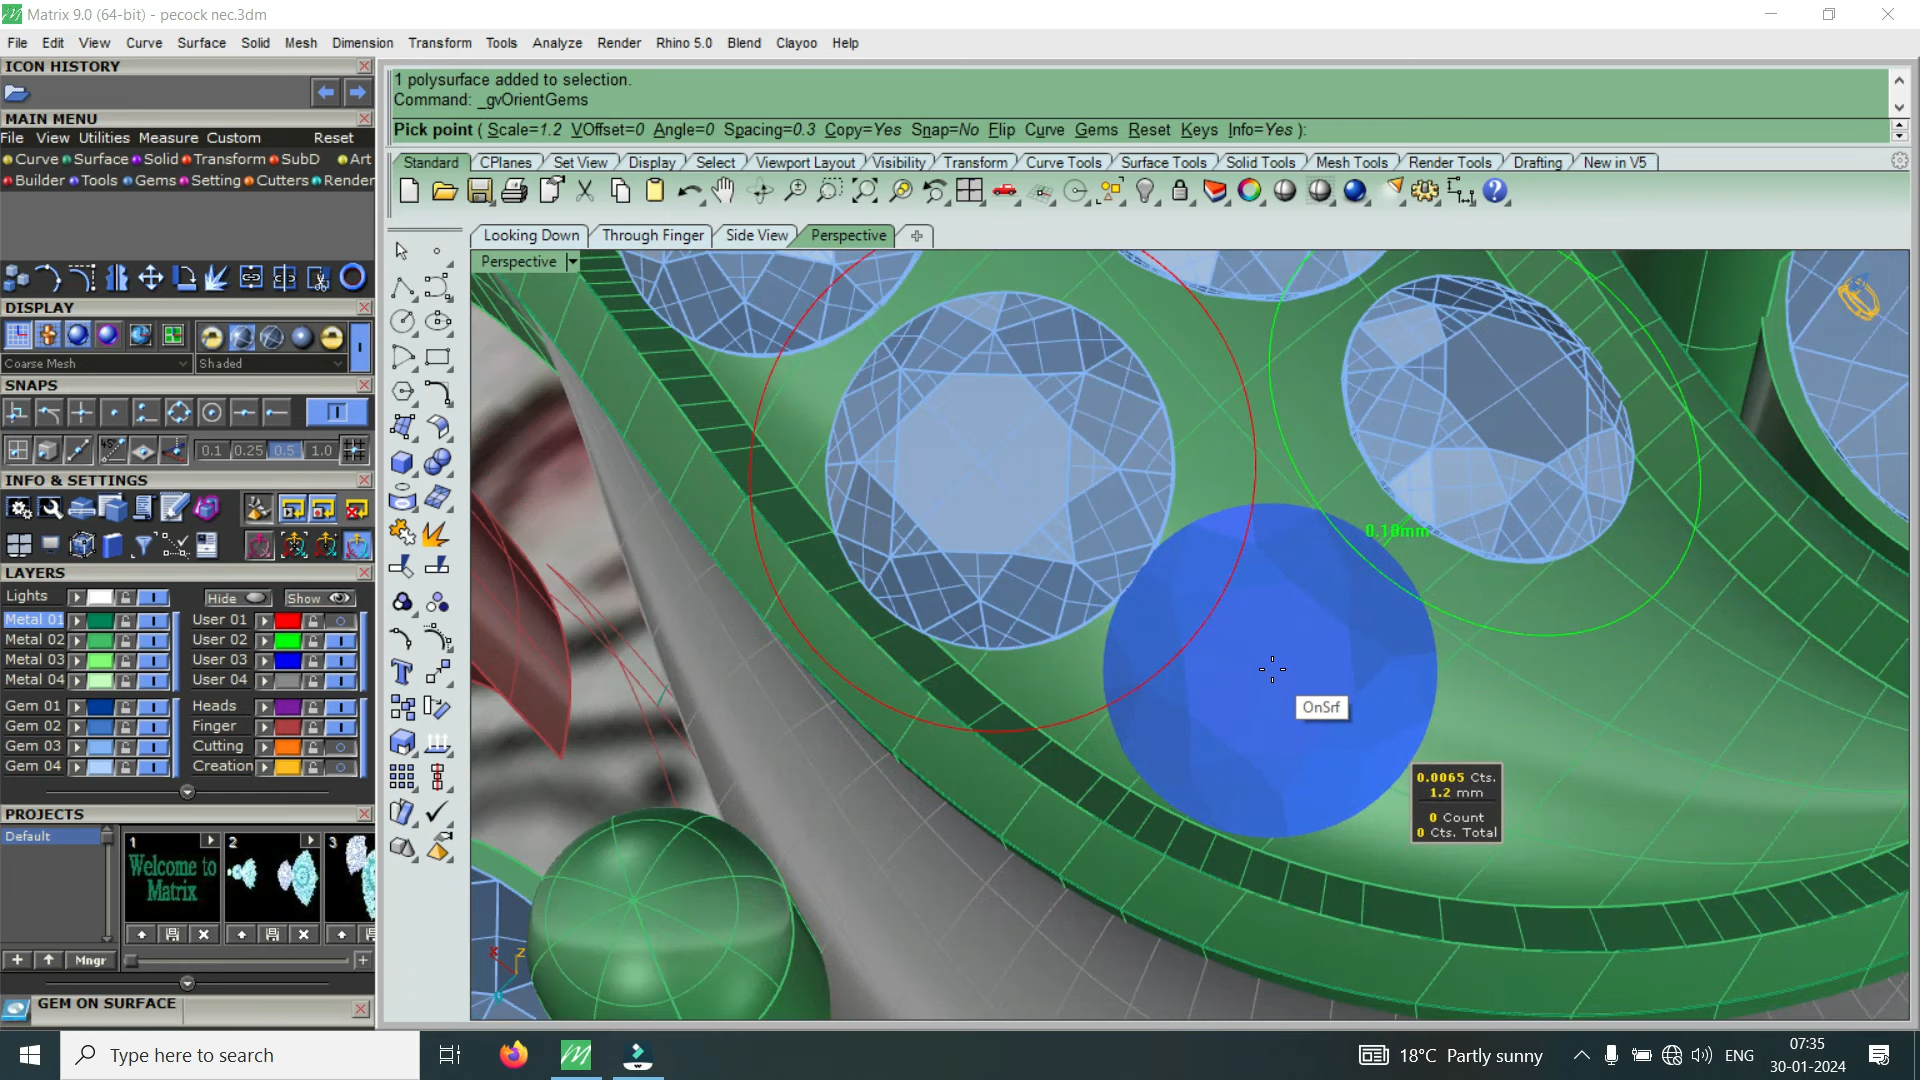 Matrix 9.0 (64-bit) - pecock nec.3dm
File Edit View Curve Surface Solid Mesh Dimension Transform Tools Analyze Render Rhino 5.0 Blend Clayoo Help
ICON HISTORY
MAIN MENU
File View Utilities Measure Custom Reset
Curve Surface Solid Transform SubD Art
Builder Tools Gems Setting Cutters Render
DISPLAY
Coarse Mesh Shaded
SNAPS
0.1 0.25 0.5 1.0
INFO & SETTINGS
LAYERS
Lights Hide Show
Metal 01 User 01
Metal 02 User 02
Metal 03 User 03
Metal 04 User 04
Gem 01 Heads
Gem 02 Finger
Gem 03 Cutting
Gem 04 Creation
PROJECTS
Default
1 2 3
Welcome to
Matrix
Mngr
GEM ON SURFACE
1 polysurface added to selection.
Command: _gvOrientGems
Pick point ( Scale=1.2 VOffset=0 Angle=0 Spacing=0.3 Copy=Yes Snap=No Flip Curve Gems Reset Keys Info=Yes ):
Standard CPlanes Set View Display Select Viewport Layout Visibility Transform Curve Tools Surface Tools Solid Tools Mesh Tools Render Tools Drafting New in V5
Looking Down Through Finger Side View Perspective
Perspective
0.18mm
OnSrf
0.0065 Cts.
1.2 mm
0 Count
0 Cts. Total
Z
Type here to search
18°C Partly sunny
ENG
07:35
30-01-2024